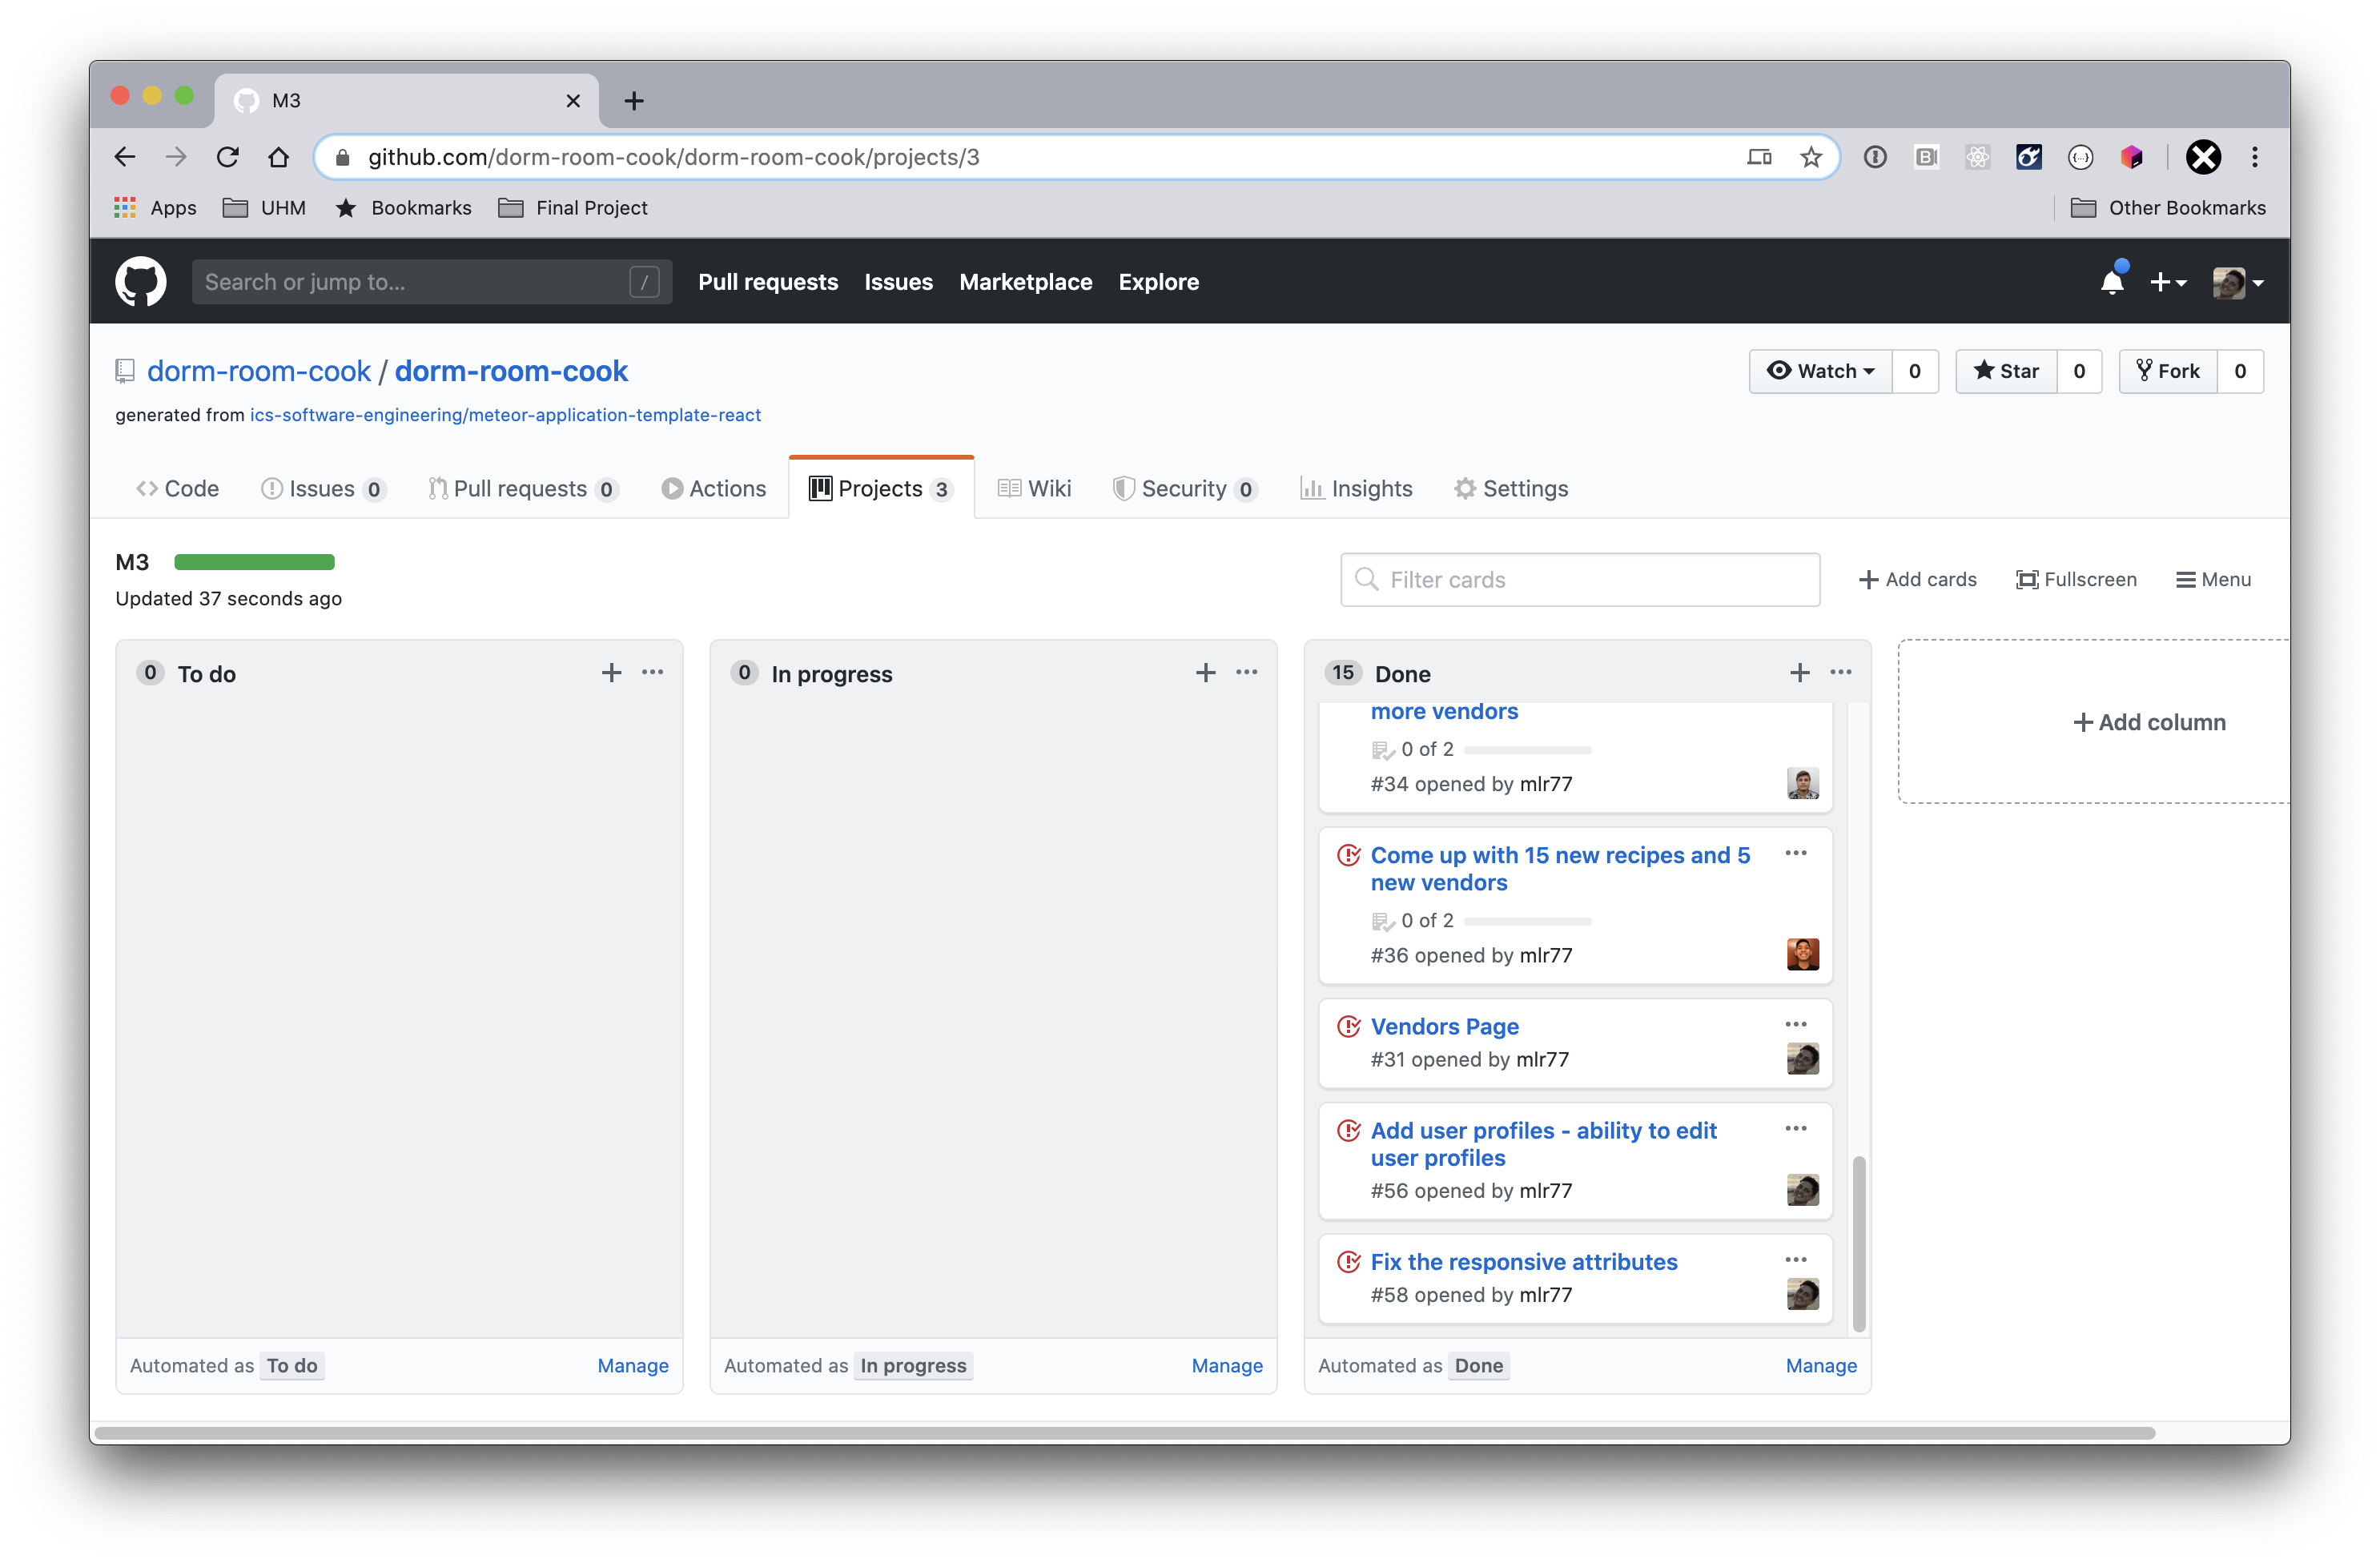 M3
github.com/dorm-room-cook/dorm-room-cook/projects/3
Apps UHM Bookmarks Final Project Other Bookmarks
Search or jump to... / Pull requests Issues Marketplace Explore
dorm-room-cook / dorm-room-cook Watch 0 Star 0 Fork 0
generated from ics-software-engineering/meteor-application-template-react
Code Issues 0 Pull requests 0 Actions Projects 3 Wiki Security 0 Insights Settings
M3
Updated 37 seconds ago
Filter cards Add cards Fullscreen Menu
0 To do
Automated as To do Manage
0 In progress
Automated as In progress Manage
15 Done
more vendors
0 of 2
#34 opened by mlr77
Come up with 15 new recipes and 5
new vendors
0 of 2
#36 opened by mlr77
Vendors Page
#31 opened by mlr77
Add user profiles - ability to edit
user profiles
#56 opened by mlr77
Fix the responsive attributes
#58 opened by mlr77
Automated as Done Manage
Add column